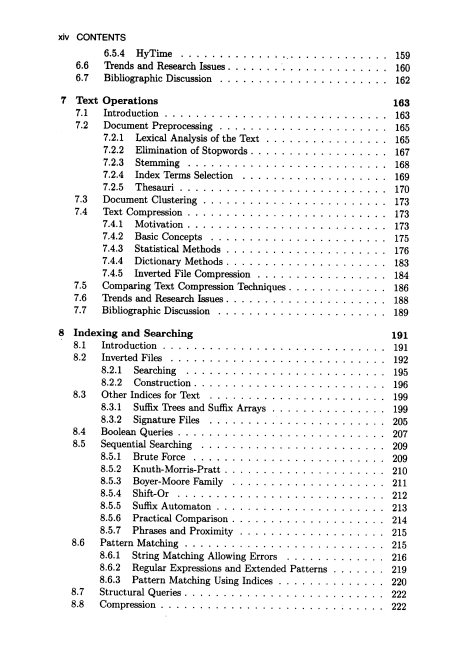 xiv CONTENTS
6.5.4 HyTime . . . . . . . . . . . . . . . . . . . . . . . 159
6.6 Trends and Research Issues . . . . . . . . . . . . . . . . . . 160
6.7 Bibliographic Discussion . . . . . . . . . . . . . . . . . . 162
7 Text Operations 163
7.1 Introduction . . . . . . . . . . . . . . . . . . . . . . . . 163
7.2 Document Preprocessing . . . . . . . . . . . . . . . . . . . 165
7.2.1 Lexical Analysis of the Text . . . . . . . . . . . . . 165
7.2.2 Elimination of Stopwords . . . . . . . . . . . . . . . 167
7.2.3 Stemming . . . . . . . . . . . . . . . . . . . . . . 168
7.2.4 Index Terms Selection . . . . . . . . . . . . . . . . 169
7.2.5 Thesauri . . . . . . . . . . . . . . . . . . . . . . 170
7.3 Document Clustering . . . . . . . . . . . . . . . . . . . . 173
7.4 Text Compression . . . . . . . . . . . . . . . . . . . . . . 173
7.4.1 Motivation . . . . . . . . . . . . . . . . . . . . . 173
7.4.2 Basic Concepts . . . . . . . . . . . . . . . . . . . 175
7.4.3 Statistical Methods . . . . . . . . . . . . . . . . . 176
7.4.4 Dictionary Methods . . . . . . . . . . . . . . . . . . 183
7.4.5 Inverted File Compression . . . . . . . . . . . . . . 184
7.5 Comparing Text Compression Techniques . . . . . . . . . . . . 186
7.6 Trends and Research Issues . . . . . . . . . . . . . . . . . . 188
7.7 Bibliographic Discussion . . . . . . . . . . . . . . . . . . 189
8 Indexing and Searching 191
8.1 Introduction . . . . . . . . . . . . . . . . . . . . . . . . 191
8.2 Inverted Files . . . . . . . . . . . . . . . . . . . . . . . 192
8.2.1 Searching . . . . . . . . . . . . . . . . . . . . . . 195
8.2.2 Construction . . . . . . . . . . . . . . . . . . . . . 196
8.3 Other Indices for Text . . . . . . . . . . . . . . . . . . . 199
8.3.1 Suffix Trees and Suffix Arrays . . . . . . . . . . . . 199
8.3.2 Signature Files . . . . . . . . . . . . . . . . . . . 205
8.4 Boolean Queries . . . . . . . . . . . . . . . . . . . . . . . 207
8.5 Sequential Searching . . . . . . . . . . . . . . . . . . . . 209
8.5.1 Brute Force . . . . . . . . . . . . . . . . . . . . . 209
8.5.2 Knuth-Morris-Pratt . . . . . . . . . . . . . . . . . . 210
8.5.3 Boyer-Moore Family . . . . . . . . . . . . . . . . . . 211
8.5.4 Shift-Or . . . . . . . . . . . . . . . . . . . . . . 212
8.5.5 Suffix Automaton . . . . . . . . . . . . . . . . . . . 213
8.5.6 Practical Comparison . . . . . . . . . . . . . . . . . 214
8.5.7 Phrases and Proximity . . . . . . . . . . . . . . . . 215
8.6 Pattern Matching . . . . . . . . . . . . . . . . . . . . . . 215
8.6.1 String Matching Allowing Errors . . . . . . . . . . . 216
8.6.2 Regular Expressions and Extended Patterns . . . . . . . 219
8.6.3 Pattern Matching Using Indices . . . . . . . . . . . . 220
8.7 Structural Queries . . . . . . . . . . . . . . . . . . . . . 222
8.8 Compression . . . . . . . . . . . . . . . . . . . . . . . . 222